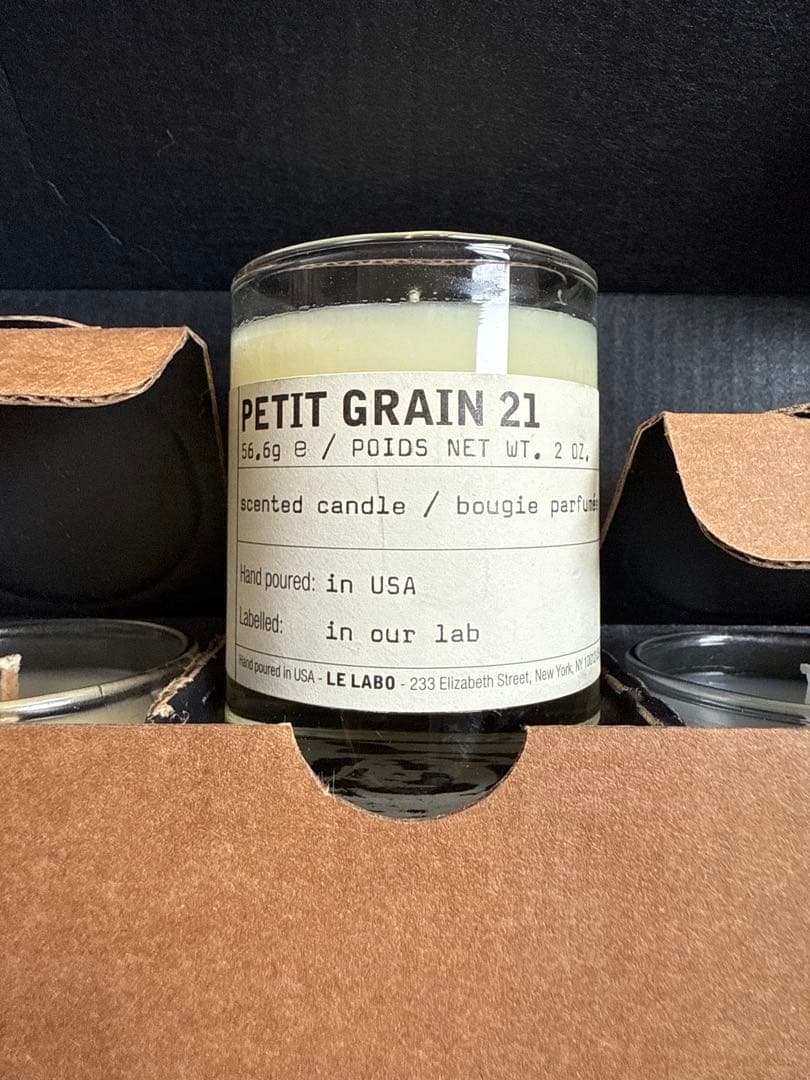 PETIT GRAIN 21
56,6g e / POIDS NET WT. 2 OZ,
scented candle / bougie parfumée
Hand poured: in USA
Labelled: in our lab
Hand poured in USA - LE LABO - 233 Elizabeth Street, New York, NY